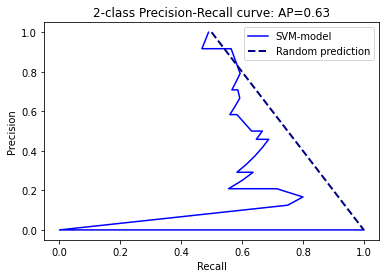 2-class Precision-Recall curve: AP=0.63
SVM-model
Random prediction
Precision
1.0
0.8
0.6
0.4
0.2
0.0
0.0
0.2
0.4
0.6
0.8
1.0
Recall